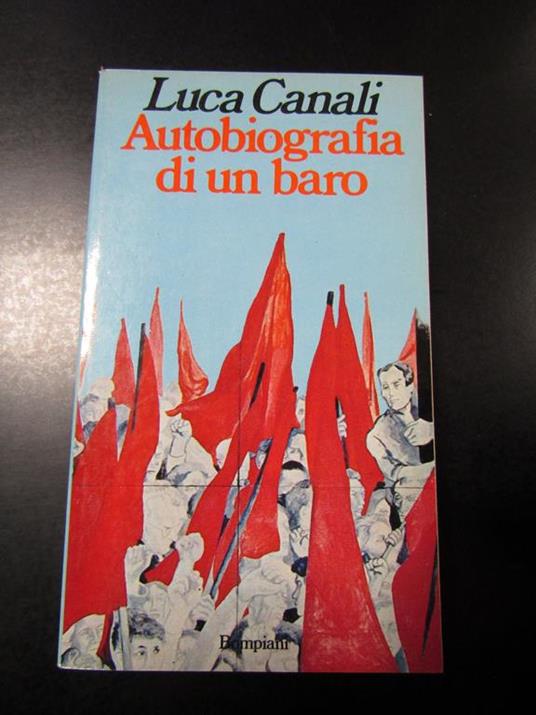 Luca Canali
Autobiografia
di un baro
Bompiani